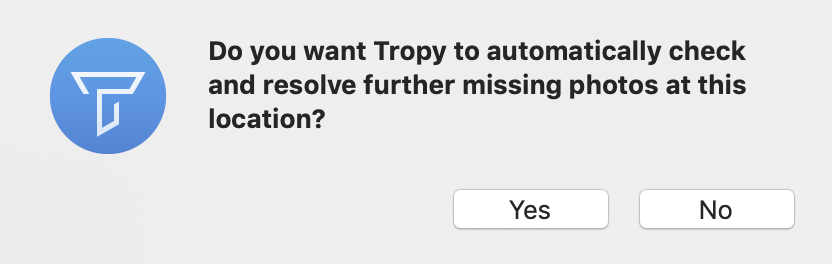 Do you want Tropy to automatically check
and resolve further missing photos at this
location?
Yes
No